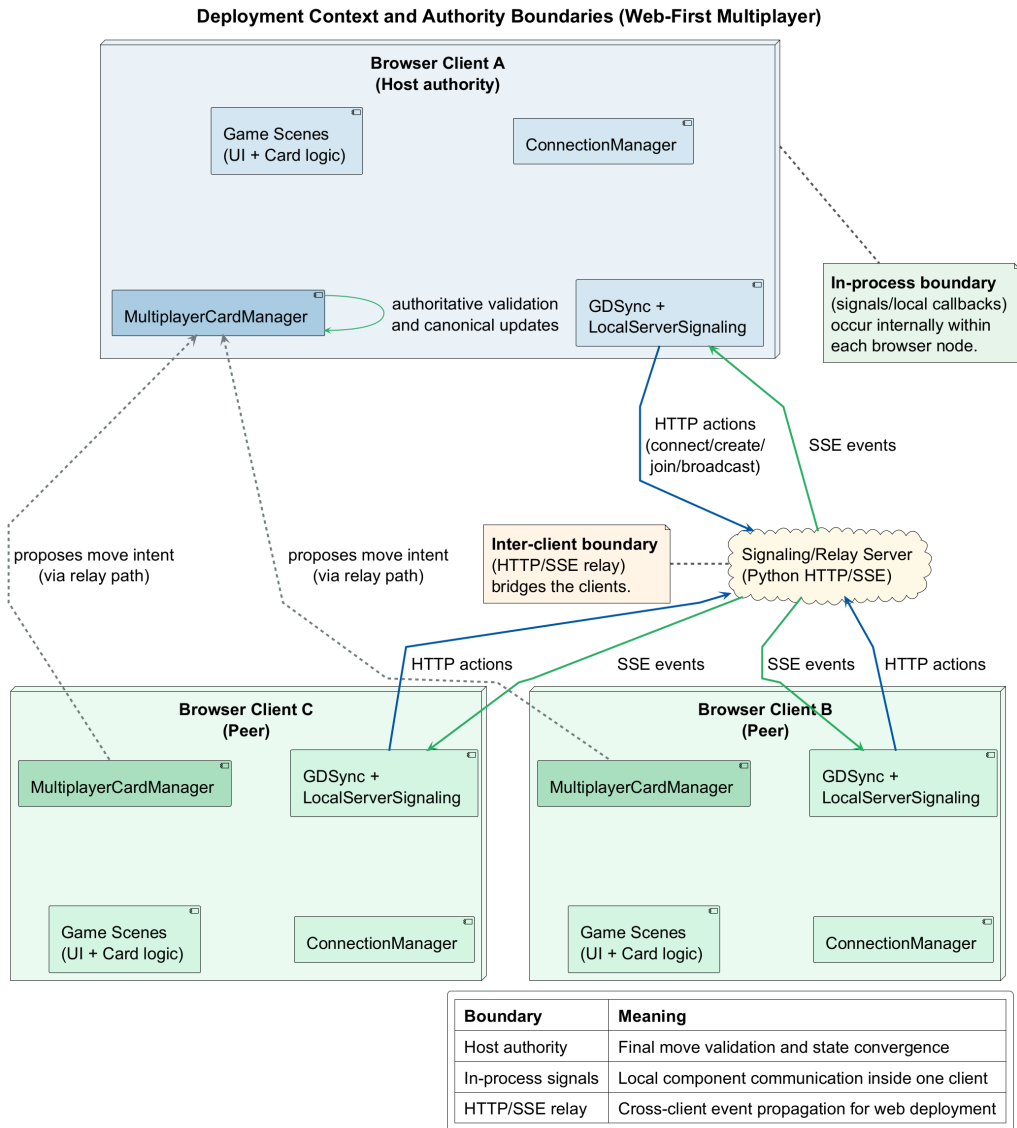 Deployment Context and Authority Boundaries (Web-First Multiplayer)
Browser Client A
(Host authority)
Game Scenes
(UI + Card logic)
ConnectionManager
MultiplayerCardManager
authoritative validation
and canonical updates
GDSync +
LocalServerSignaling
In-process boundary
(signals/local callbacks)
occur internally within
each browser node.
HTTP actions
(connect/create/
join/broadcast)
SSE events
proposes move intent
(via relay path)
proposes move intent
(via relay path)
Inter-client boundary
(HTTP/SSE relay)
bridges the clients.
Signaling/Relay Server
(Python HTTP/SSE)
HTTP actions
SSE events
SSE events
HTTP actions
Browser Client C
(Peer)
MultiplayerCardManager
GDSync +
LocalServerSignaling
Game Scenes
(UI + Card logic)
ConnectionManager
Browser Client B
(Peer)
MultiplayerCardManager
GDSync +
LocalServerSignaling
Game Scenes
(UI + Card logic)
ConnectionManager
Boundary Meaning
Host authority Final move validation and state convergence
In-process signals Local component communication inside one client
HTTP/SSE relay Cross-client event propagation for web deployment